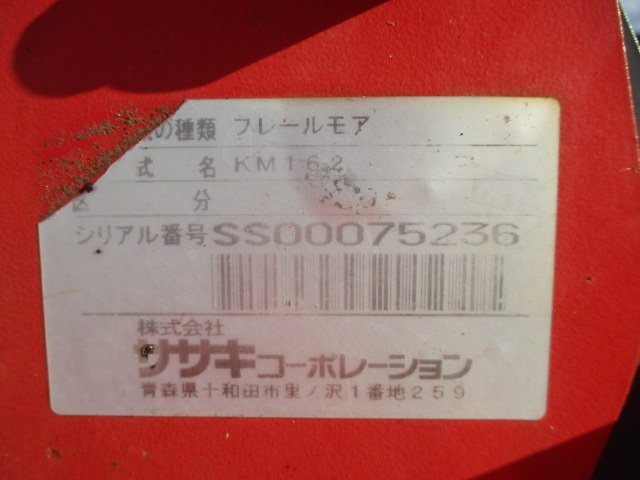 の種類 フレールモア
式名 KM162
区分
シリアル番号 SS00075236
株式会社
ササキコーポレーション
青森県十和田市里ノ沢1番地259